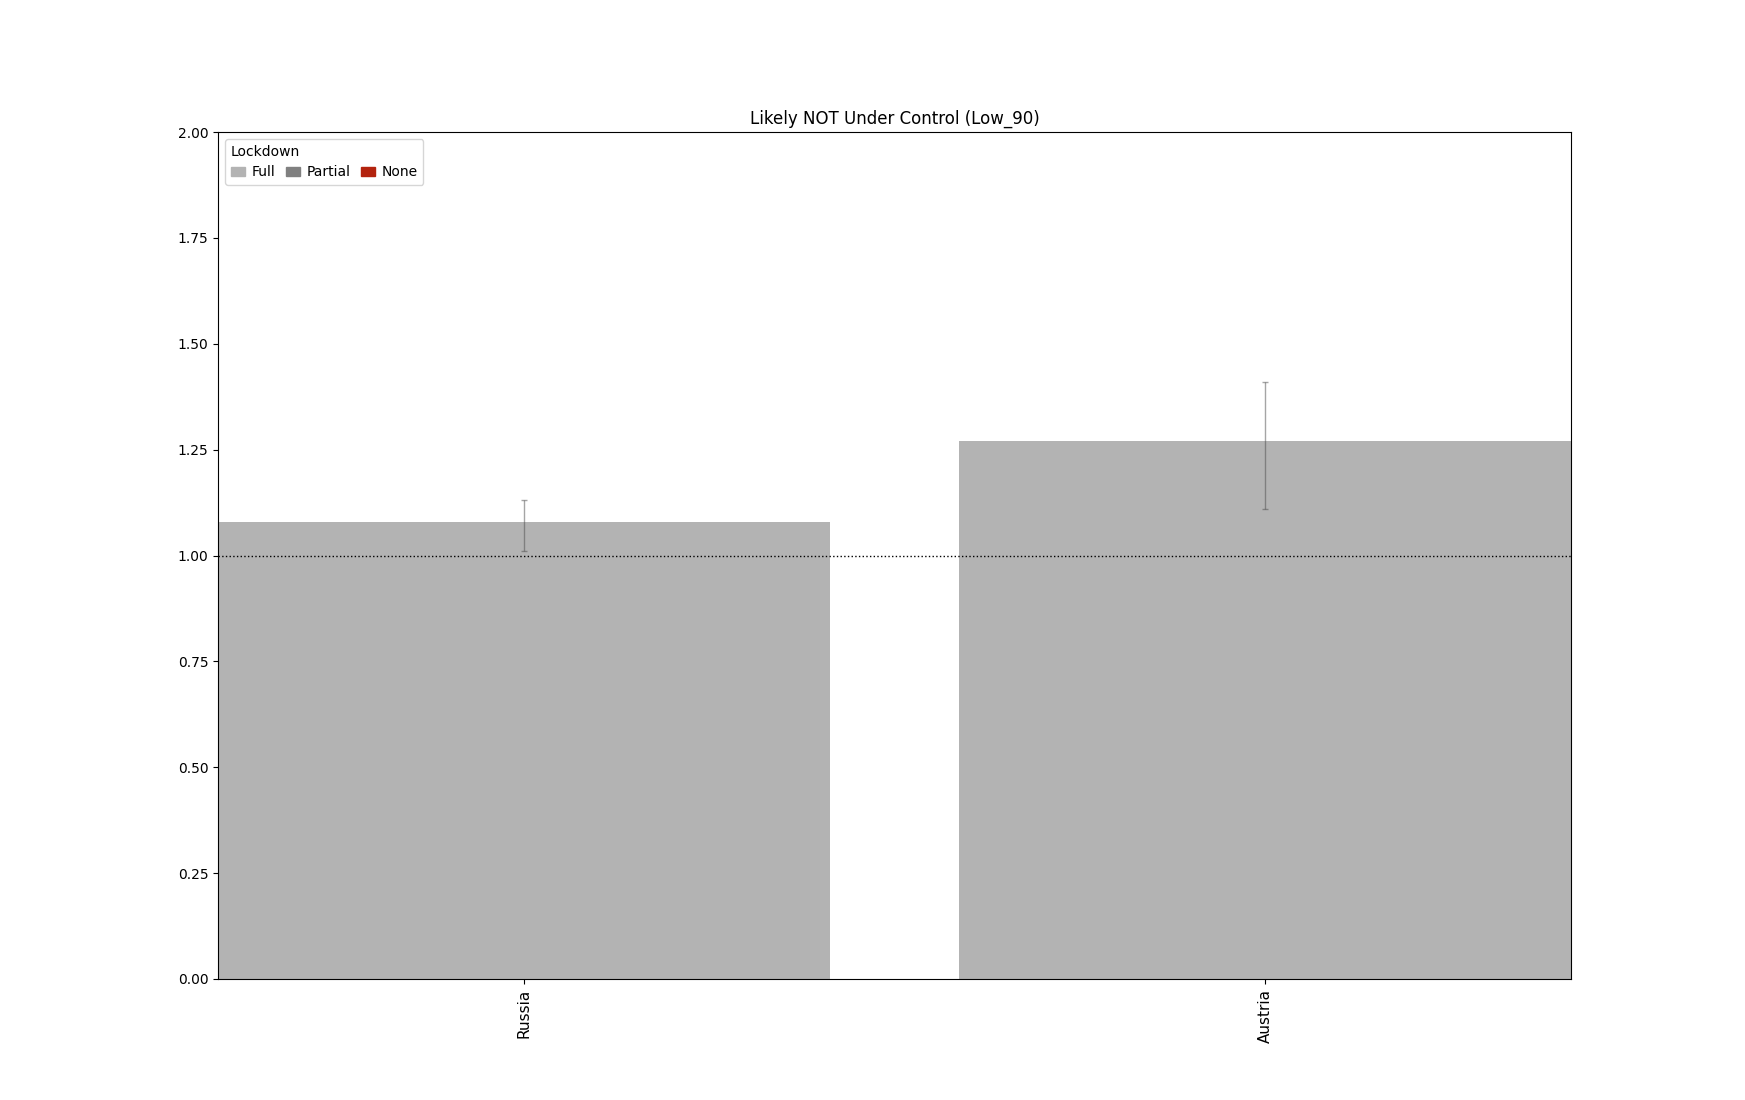 Likely NOT Under Control (Low_90)
2.00
Lockdown
Full Partial None
1.75
1.50
1.25
1.00
0.75
0.50
0.25
0.00
Russia
Austria